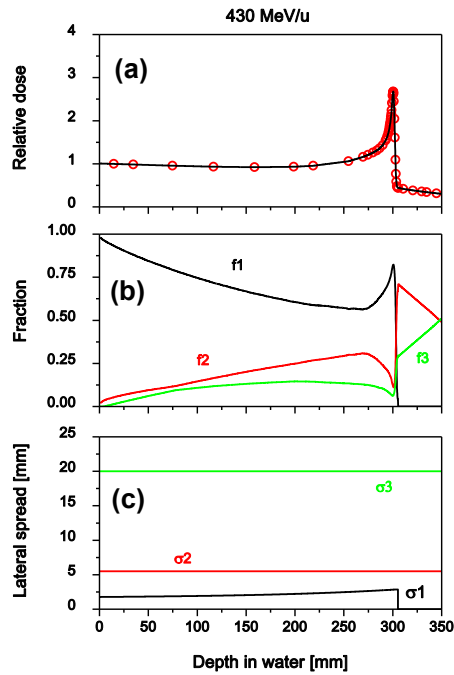 430 MeV/u
Relative dose
4
3
2
1
0
(a)
Fraction
1.00
0.75
0.50
0.25
0.00
f1
(b)
f2
f3
Lateral spread [mm]
25
20
15
10
5
0
(c)
σ3
σ2
σ1
0 50 100 150 200 250 300 350
Depth in water [mm]